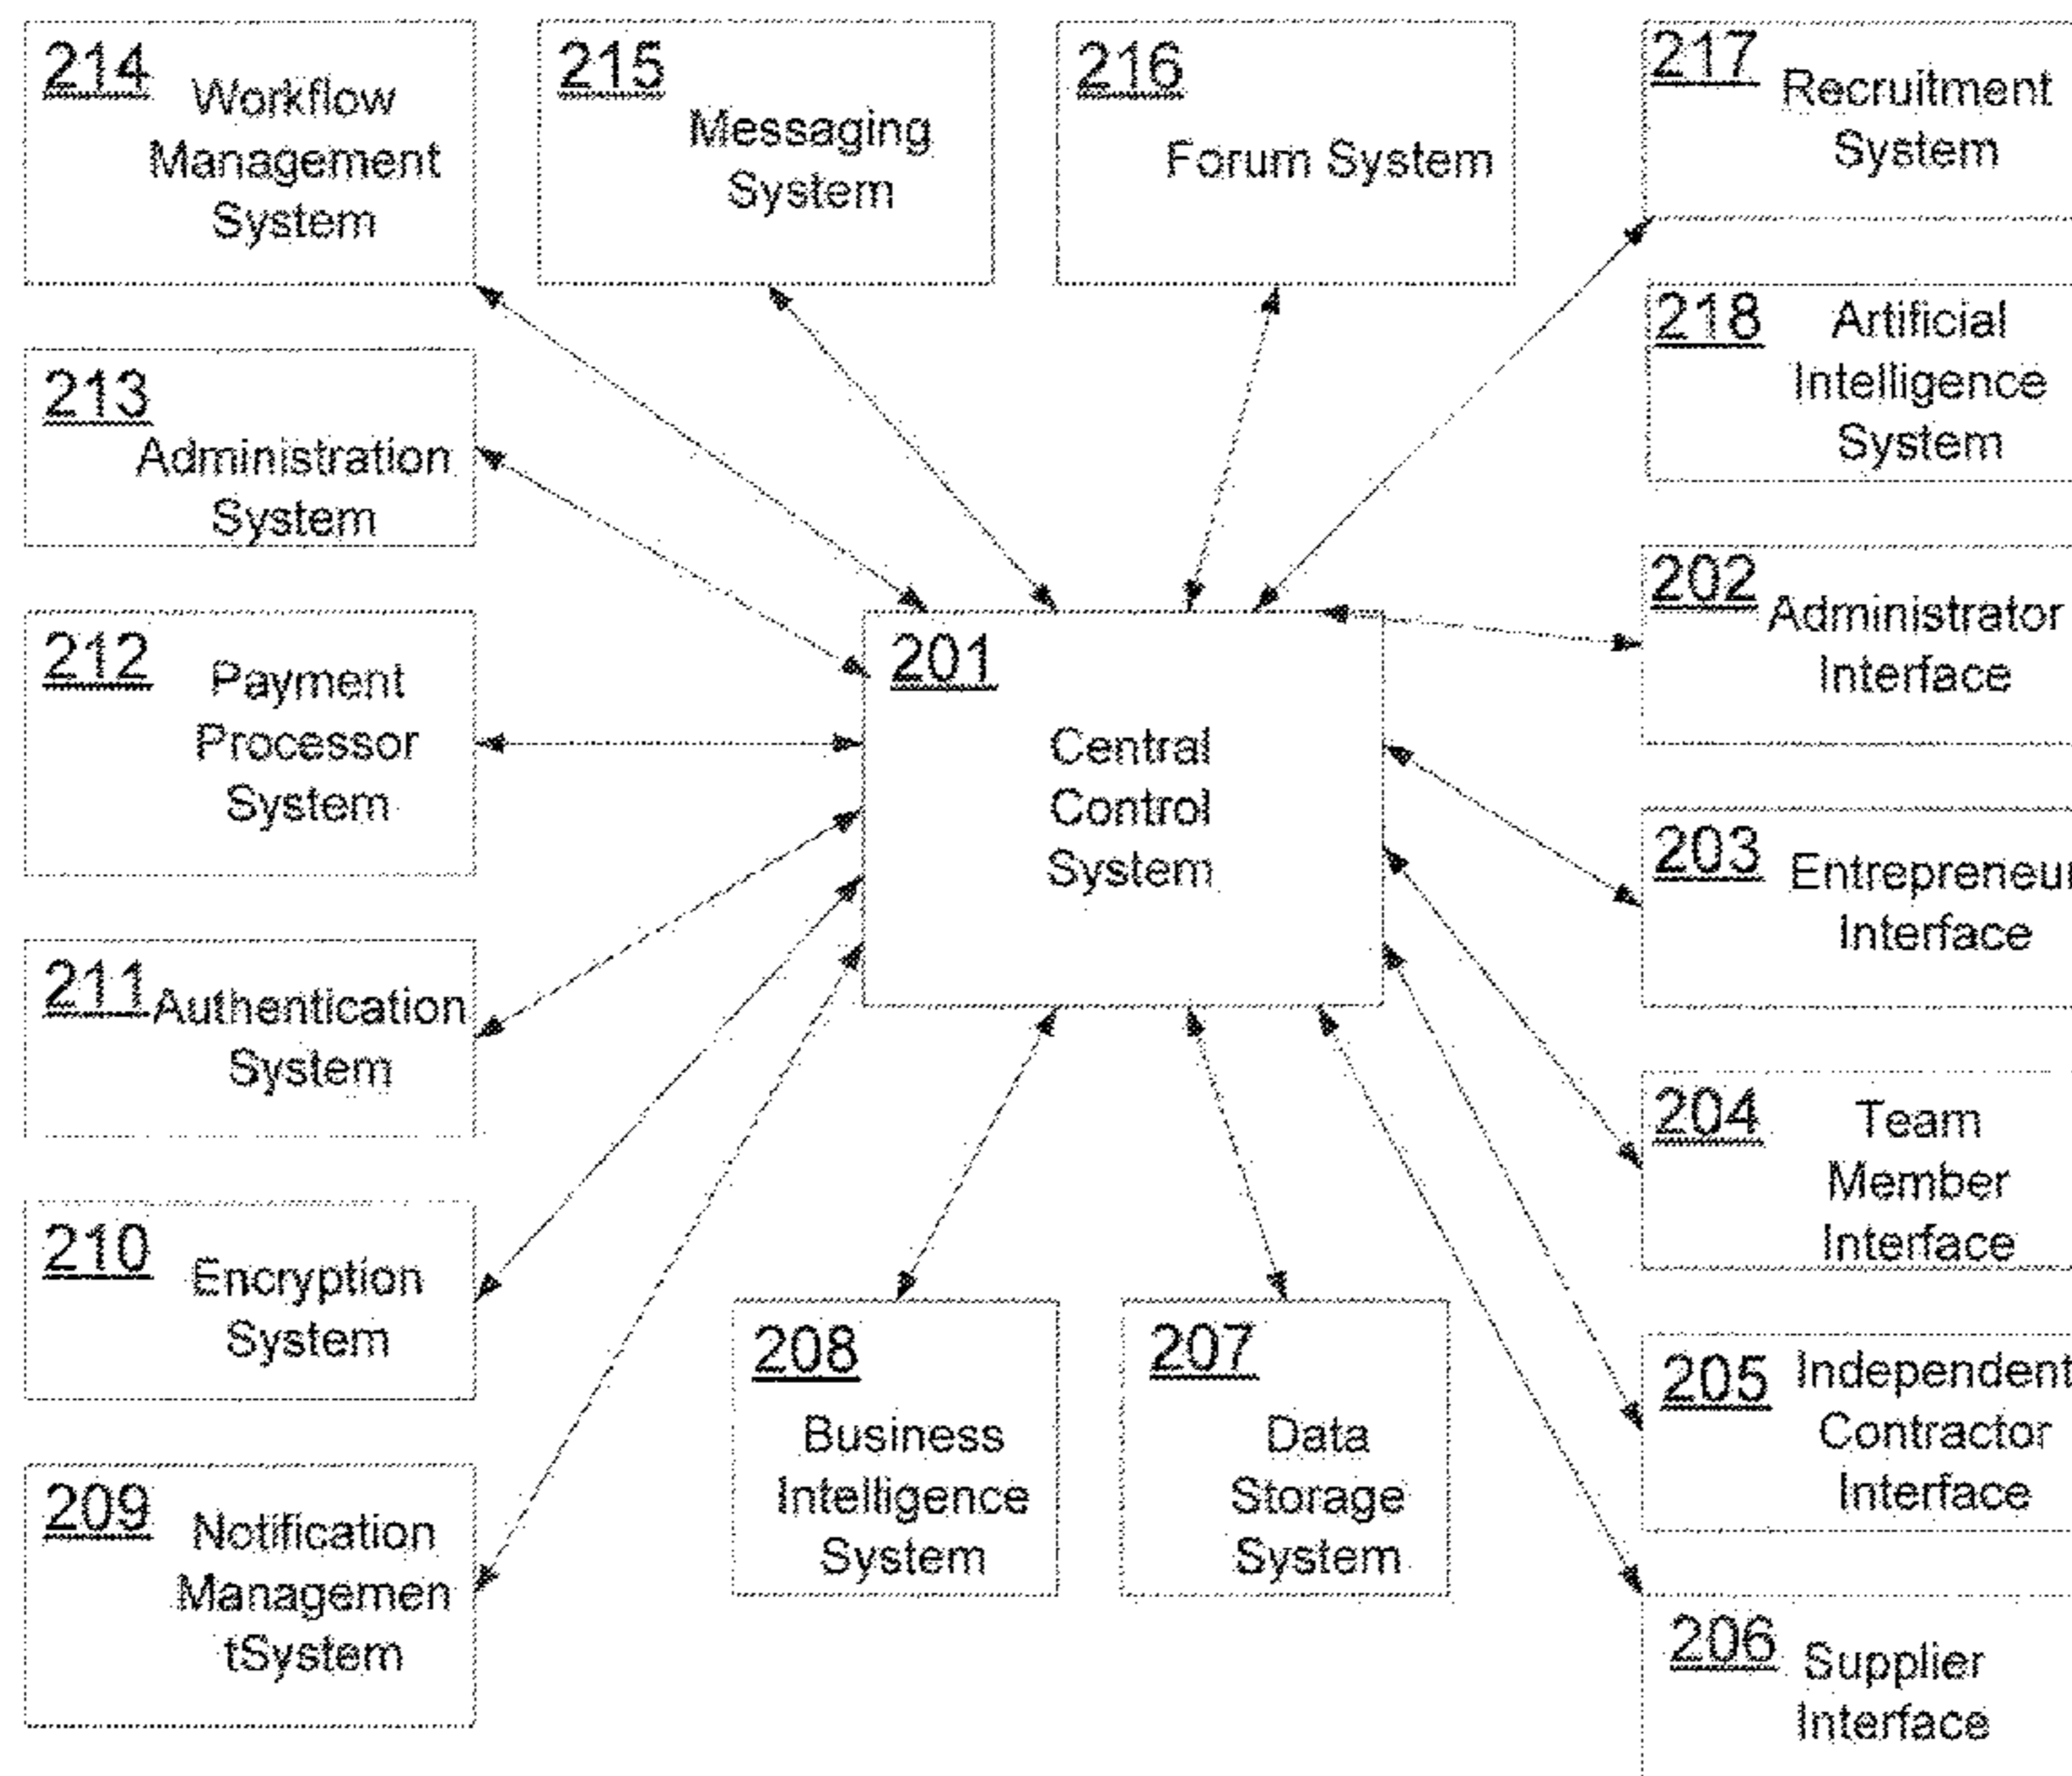 214
Workflow
Management
System
215
Messaging
System
216
Forum System
217
Recruitment
System
218
Artificial
Intelligence
System
213
Administration
System
202
Administrator
Interface
212
Payment
Processor
System
201
Central
Control
System
203
Entrepreneur
Interface
211
Authentication
System
204
Team
Member
Interface
210
Encryption
System
208
Business
Intelligence
System
207
Data
Storage
System
205
Independent
Contractor
Interface
209
Notification
Managemen
tSystem
206
Supplier
Interface